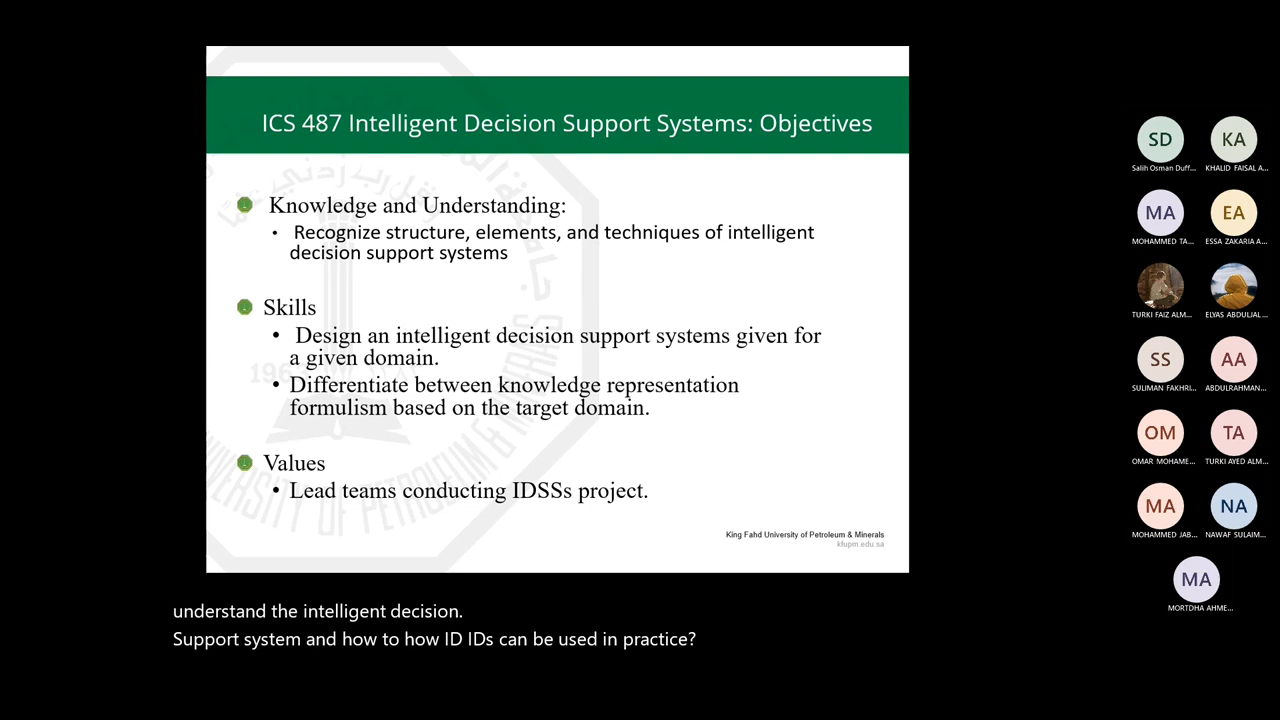 ICS 487 Intelligent Decision Support Systems: Objectives
Knowledge and Understanding:
• Recognize structure, elements, and techniques of intelligent
decision support systems
Skills
• Design an intelligent decision support systems given for
a given domain.
• Differentiate between knowledge representation
formulism based on the target domain.
Values
• Lead teams conducting IDSSs project.
King Fahd University of Petroleum & Minerals
kfupm.edu.sa
understand the intelligent decision.
Support system and how to how ID IDs can be used in practice?
SD
KA
Salih Osman Duff...
KHALID FAISAL A...
MA
EA
MOHAMMED TA...
ESSA ZAKARIA A...
TURKI FAIZ ALM...
ELYAS ABDULJAL...
SS
AA
SULIMAN FAKHRI...
ABDULRAHMAN...
OM
TA
OMAR MOHAME...
TURKI AYED ALM...
MA
NA
MOHAMMED JAB...
NAWAF SULAIM...
MA
MORTDHA AHME...